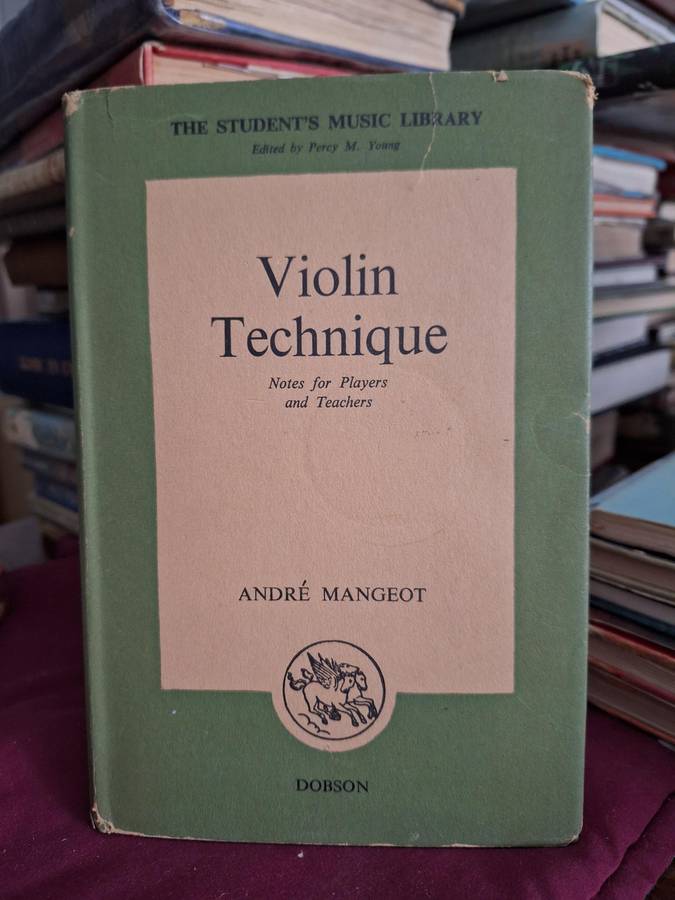 THE STUDENT'S MUSIC LIBRARY
Edited by Percy M. Young
Violin
Technique
Notes for Players
and Teachers
ANDRÉ MANGEOT
DOBSON